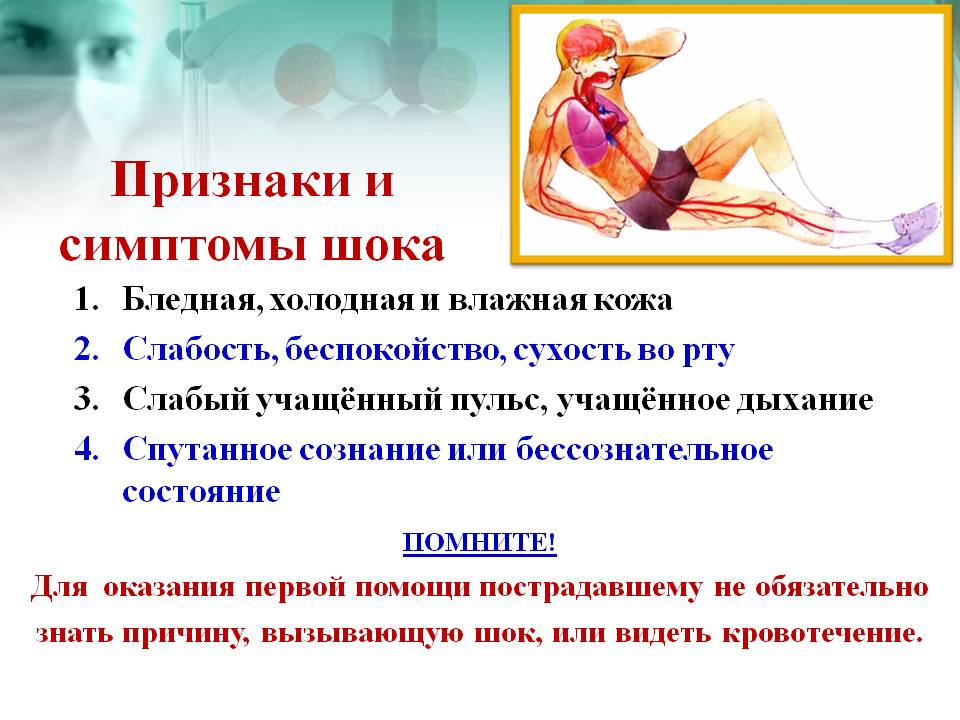 Признаки и
симптомы шока
1. Бледная, холодная и влажная кожа
2. Слабость, беспокойство, сухость во рту
3. Слабый учащённый пульс, учащённое дыхание
4. Спутанное сознание или бессознательное
состояние
ПОМНИТЕ!
Для оказания первой помощи пострадавшему не обязательно
знать причину, вызывающую шок, или видеть кровотечение.